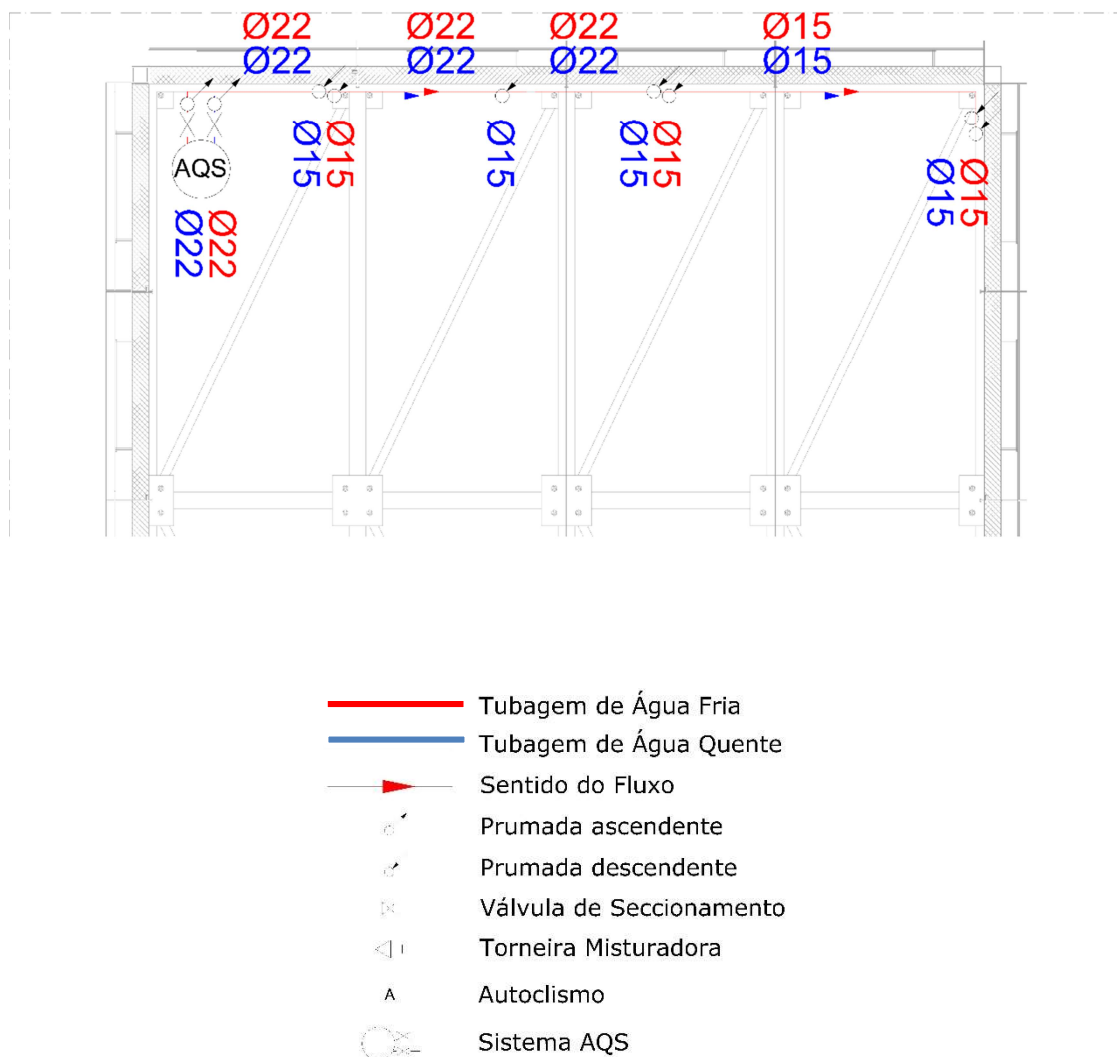 Ø22 Ø22 Ø22 Ø15
Ø22 Ø22 Ø22 Ø15
Ø15 Ø15 Ø15 Ø15 Ø15
AQS
Ø15 Ø15
Ø22 Ø22
Tubagem de Água Fria
Tubagem de Água Quente
Sentido do Fluxo
Prumada ascendente
Prumada descendente
Válvula de Seccionamento
Torneira Misturadora
A Autoclismo
Sistema AQS